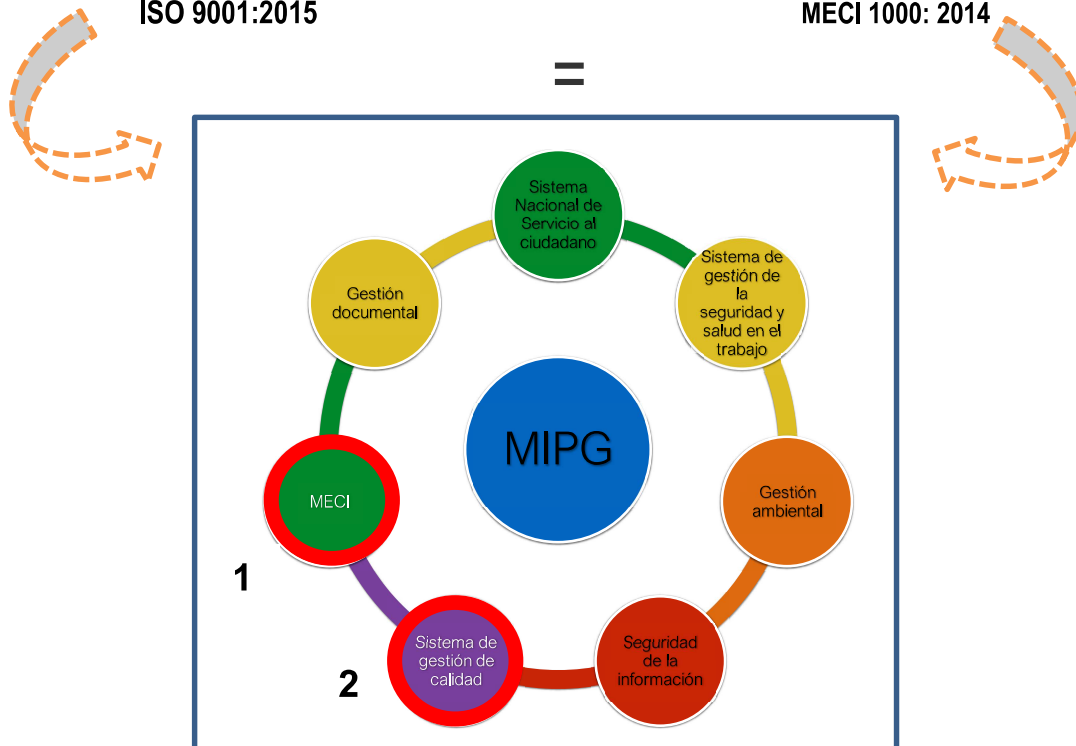 ISO 9001:2015
MECI 1000: 2014
=
Sistema
Nacional de
Servicio al
ciudadano
Sistema de
gestión de
la
seguridad y
salud en el
trabajo
Gestión
documental
MIPG
MECI
Gestión
ambiental
1
Sistema de
gestión de
calidad
Seguridad
de la
información
2